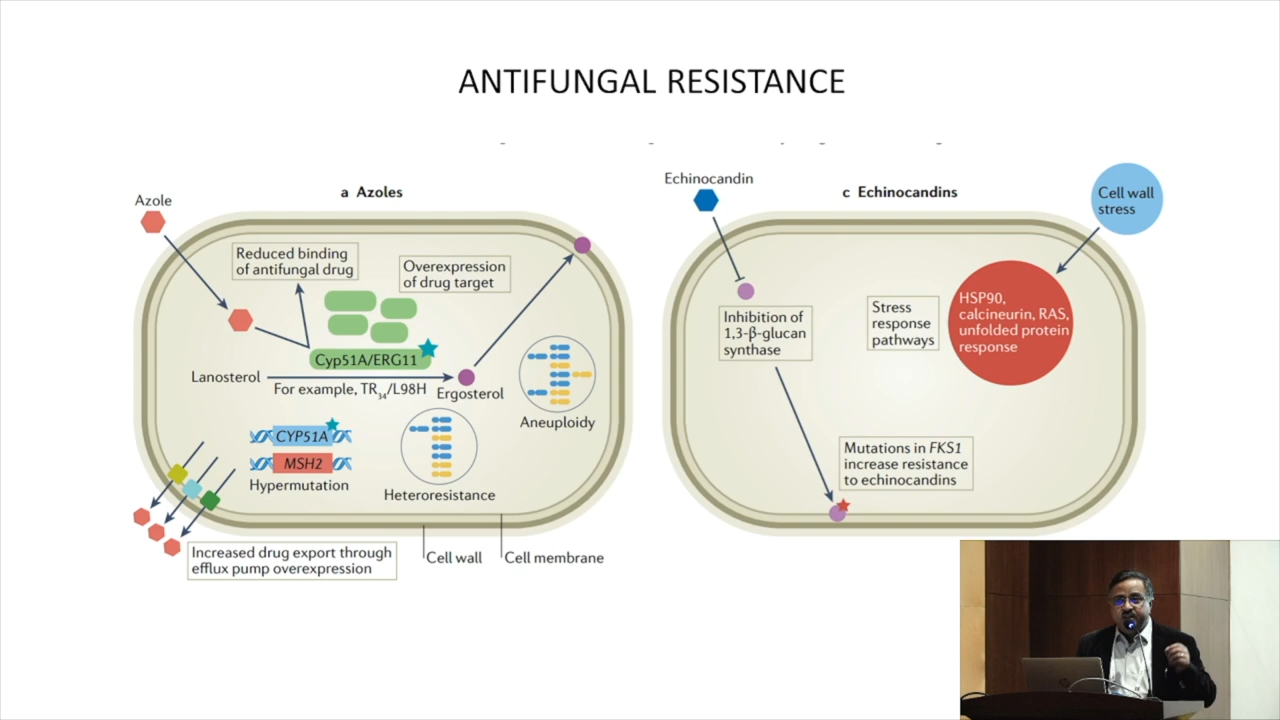 ANTIFUNGAL RESISTANCE
a Azoles
Azole
Reduced binding
of antifungal drug
Overexpression
of drug target
Cyp51A/ERG11
Lanosterol
For example, TR34/L98H
Ergosterol
Aneuploidy
CYP51A
MSH2
Hypermutation
Heteroresistance
Increased drug export through
efflux pump overexpression
Cell wall
Cell membrane
Echinocandin
c Echinocandins
Cell wall
stress
Inhibition of
1,3-β-glucan
synthase
Stress
response
pathways
HSP90,
calcineurin, RAS,
unfolded protein
response
Mutations in FKS1
increase resistance
to echinocandins